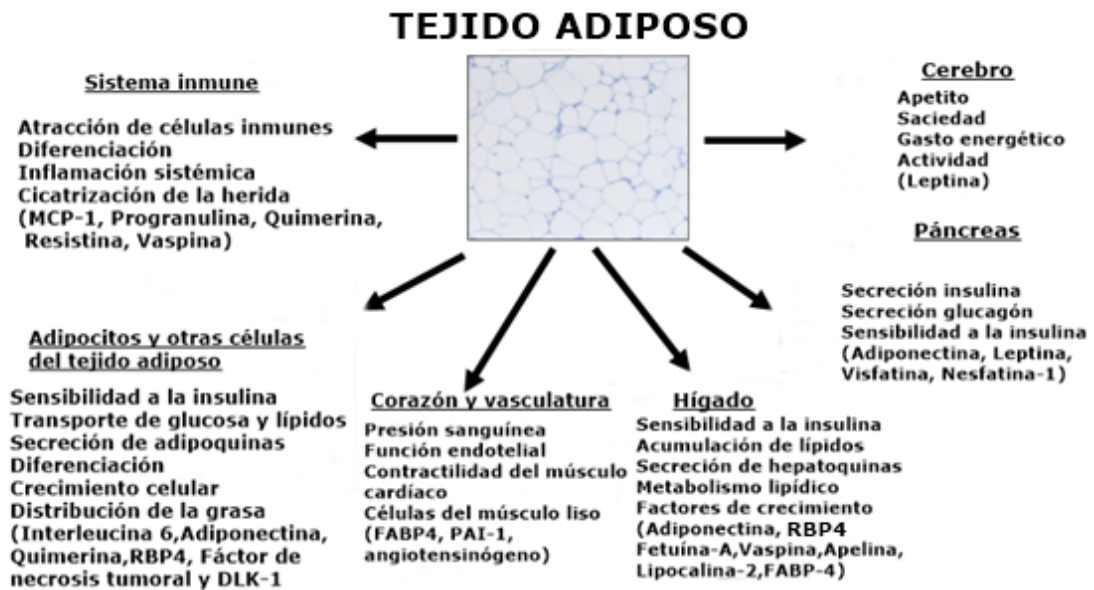 TEJIDO ADIPOSO
Sistema inmune
Atracción de células inmunes
Diferenciación
Inflamación sistémica
Cicatrización de la herida
(MCP-1, Progranulina, Quimerina,
Resistina, Vaspina)
Cerebro
Apetito
Saciedad
Gasto energético
Actividad
(Leptina)
Páncreas
Secreción insulina
Secreción glucagón
Sensibilidad a la insulina
(Adiponectina, Leptina,
Visfatina, Nesfatina-1)
Adipocitos y otras células
del tejido adiposo
Sensibilidad a la insulina
Transporte de glucosa y lípidos
Secreción de adipoquinas
Diferenciación
Crecimiento celular
Distribución de la grasa
(Interleucina 6,Adiponectina,
Quimerina,RBP4, Fáctor de
necrosis tumoral y DLK-1
Corazón y vasculatura
Presión sanguínea
Función endotelial
Contractilidad del músculo
cardíaco
Células del músculo liso
(FABP4, PAI-1,
angiotensinógeno)
Hígado
Sensibilidad a la insulina
Acumulación de lípidos
Secreción de hepatoquinas
Metabolismo lipídico
Factores de crecimiento
(Adiponectina, RBP4
Fetuína-A,Vaspina,Apelina,
Lipocalina-2,FABP-4)